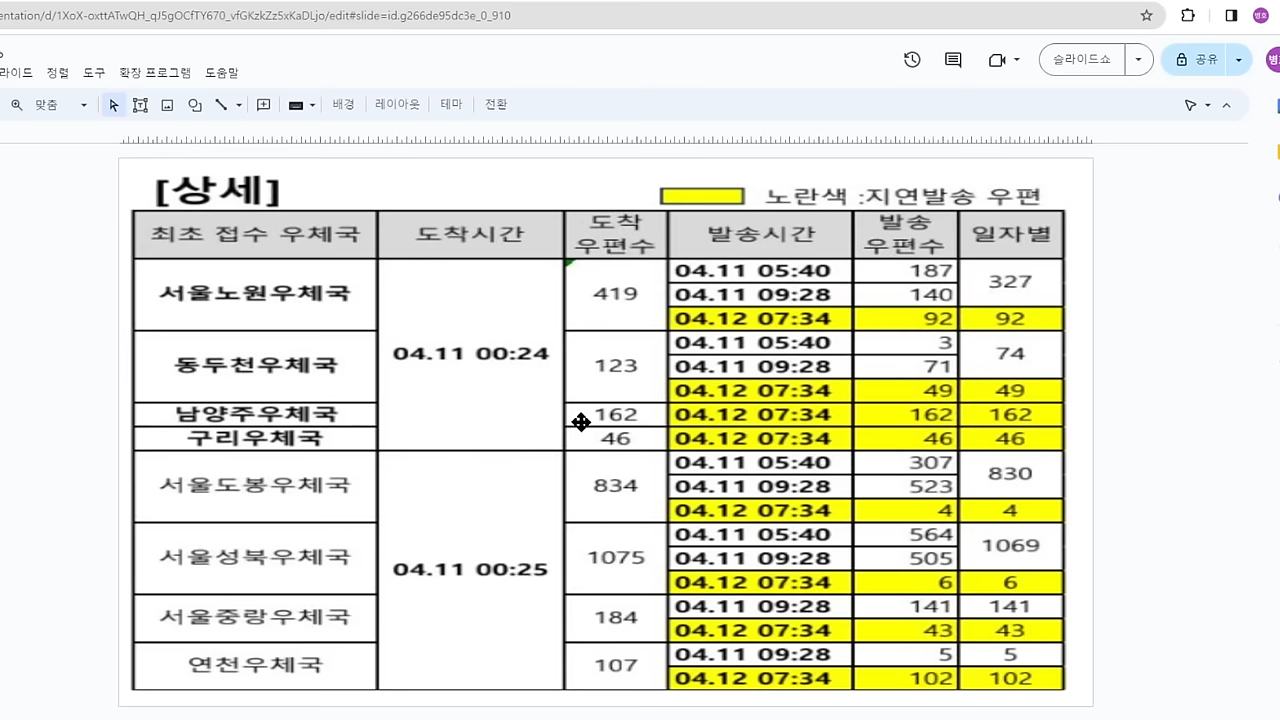 entation/d/1XoX-oxttATwQH_qJ5gOCfTY670_vfGKzkZz5xKaDLjo/edit#slide=id.g266de95dc3e_0_910
라이드 정렬 도구 확장 프로그램 도움말
슬라이드쇼 공유
맞춤 배경 레이아웃 테마 전환
[상세]
노란색 :지연발송 우편
최초 접수 우체국 도착시간 도착 우편수 발송시간 발송 우편수 일자별
서울노원우체국 04.11 00:24 419 04.11 05:40 187 327
04.11 09:28 140
04.12 07:34 92 92
동두천우체국 123 04.11 05:40 3 74
04.11 09:28 71
04.12 07:34 49 49
남양주우체국 162 04.12 07:34 162 162
구리우체국 46 04.12 07:34 46 46
서울도봉우체국 04.11 00:25 834 04.11 05:40 307 830
04.11 09:28 523
04.12 07:34 4 4
서울성북우체국 1075 04.11 05:40 564 1069
04.11 09:28 505
04.12 07:34 6 6
서울중랑우체국 184 04.11 09:28 141 141
04.12 07:34 43 43
연천우체국 107 04.11 09:28 5 5
04.12 07:34 102 102